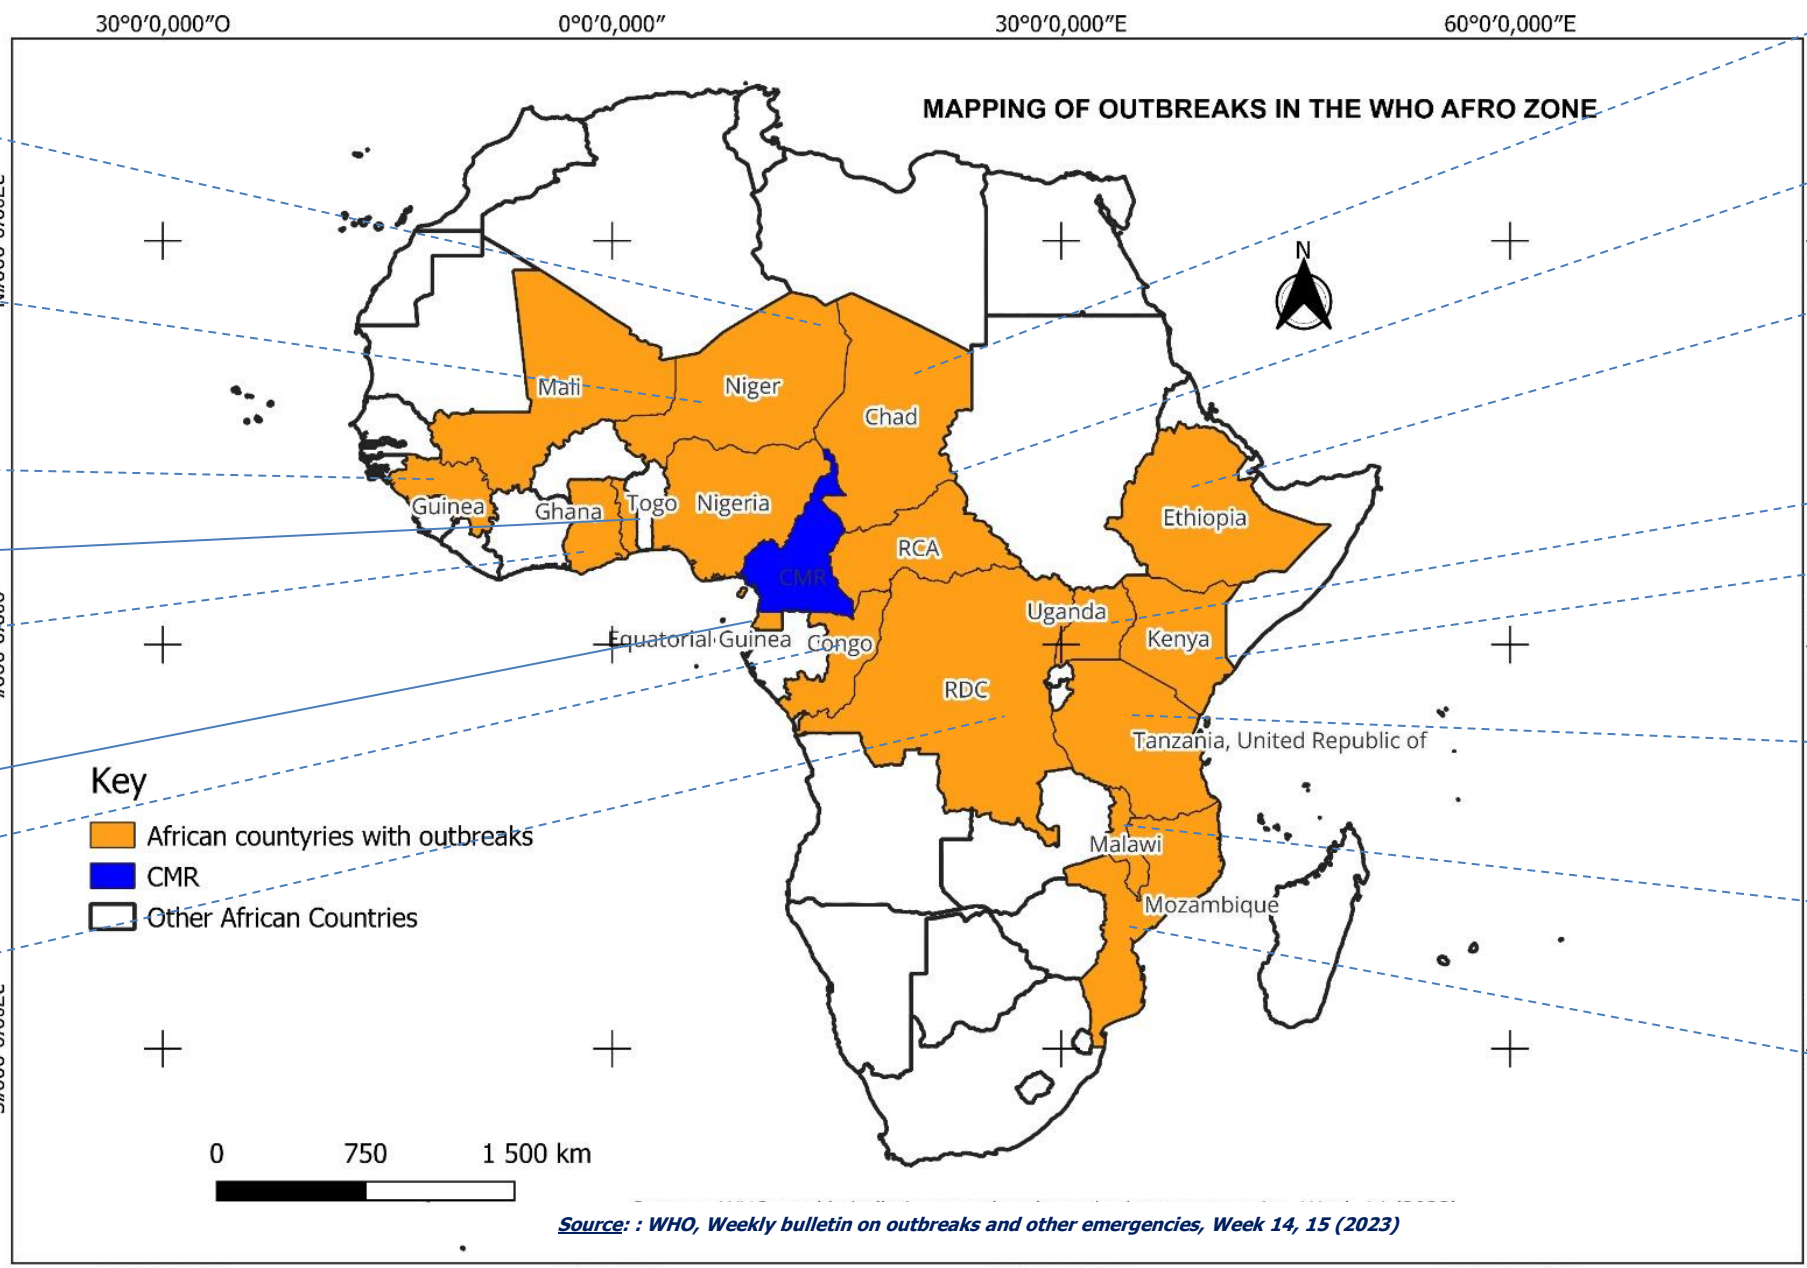 30°0′0,000″O 0°0′0,000″ 30°0′0,000″E 60°0′0,000″E
MAPPING OF OUTBREAKS IN THE WHO AFRO ZONE
N
Mali
Niger
Chad
Guinea
Ghana
Togo
Nigeria
Ethiopia
RCA
CMR
Uganda
Equatorial Guinea
Congo
Kenya
RDC
Tanzania, United Republic of
Malawi
Mozambique
Key
African countyries with outbreaks
CMR
Other African Countries
0 750 1 500 km
Source: : WHO, Weekly bulletin on outbreaks and other emergencies, Week 14, 15 (2023)